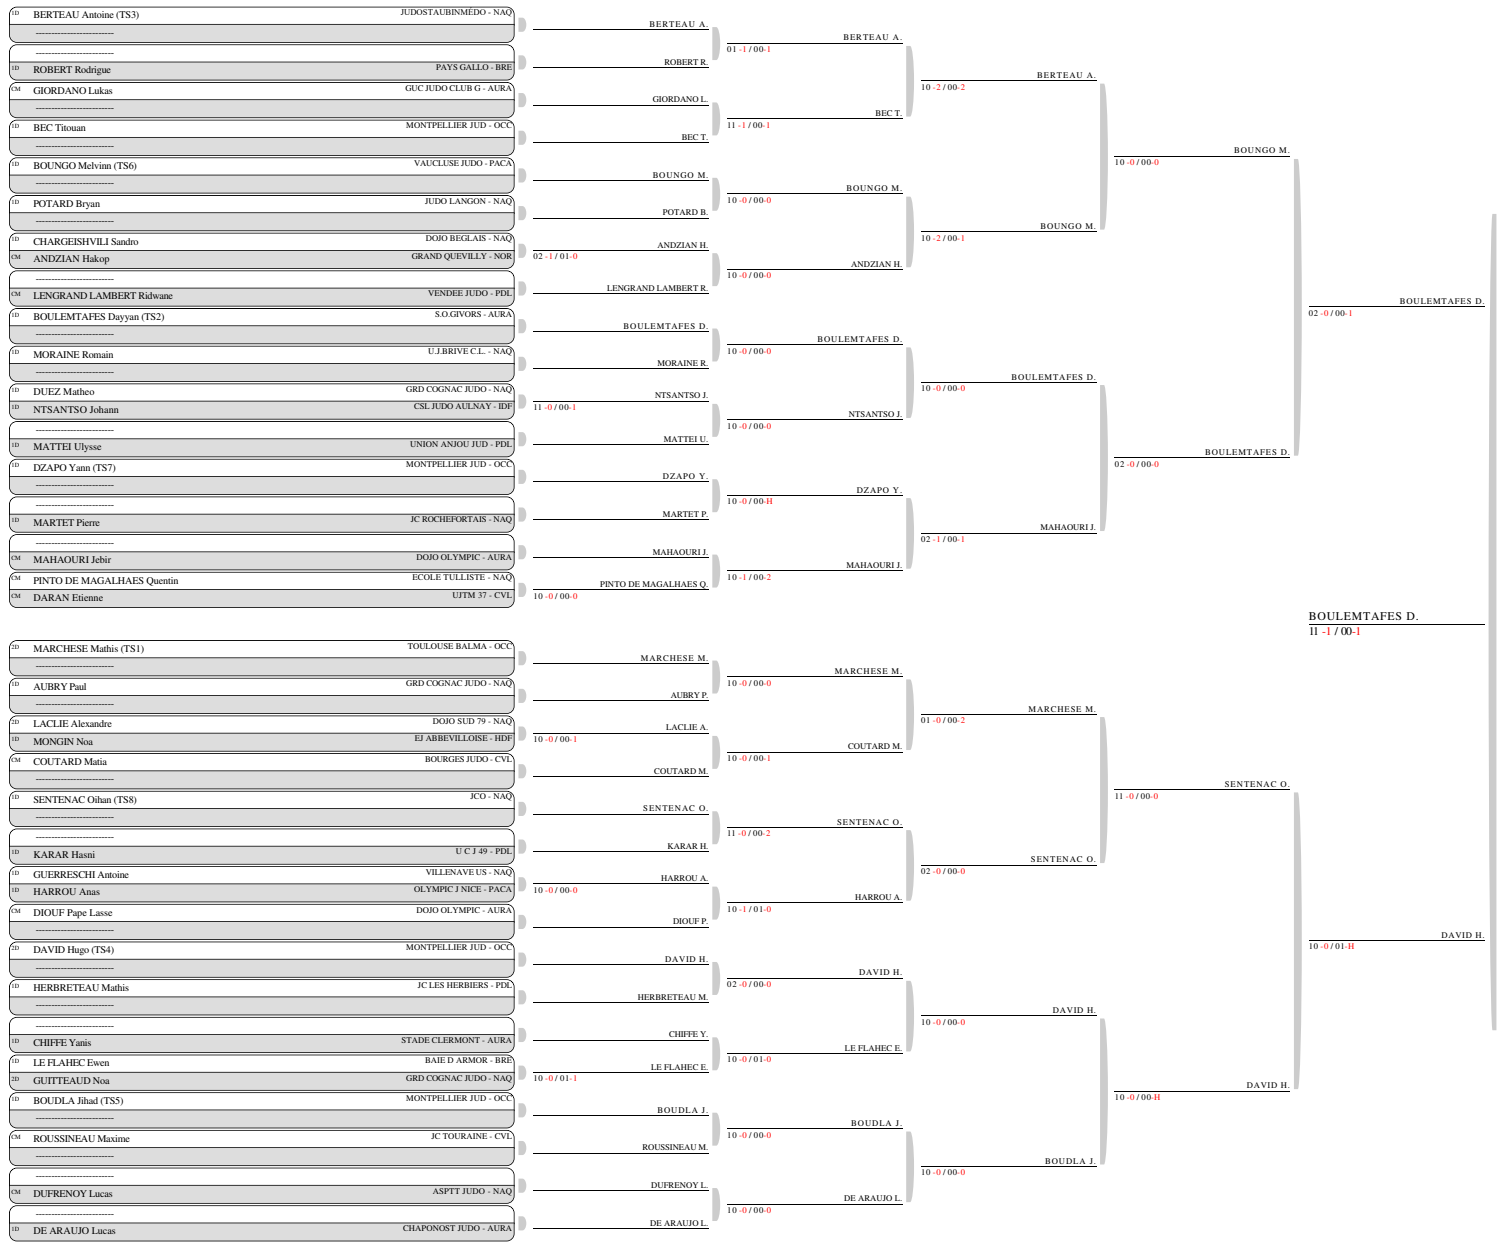 1D BERTEAU Antoine (TS3) JUDOSTAUBINMÉDO - NAQ
--------------------------
--------------------------
1D ROBERT Rodrigue PAYS GALLO - BRE
CM GIORDANO Lukas GUC JUDO CLUB G - AURA
--------------------------
1D BEC Titouan MONTPELLIER JUD - OCC
--------------------------
1D BOUNGO Melvinn (TS6) VAUCLUSE JUDO - PACA
--------------------------
1D POTARD Bryan JUDO LANGON - NAQ
--------------------------
1D CHARGEISHVILI Sandro DOJO BEGLAIS - NAQ
CM ANDZIAN Hakop GRAND QUEVILLY - NOR
--------------------------
CM LENGRAND LAMBERT Ridwane VENDEE JUDO - PDL
1D BOULEMTAFES Dayyan (TS2) S.O.GIVORS - AURA
--------------------------
1D MORAINE Romain U.J.BRIVE C.L. - NAQ
--------------------------
1D DUEZ Matheo GRD COGNAC JUDO - NAQ
1D NTSANTSO Johann CSL JUDO AULNAY - IDF
--------------------------
1D MATTEI Ulysse UNION ANJOU JUD - PDL
1D DZAPO Yann (TS7) MONTPELLIER JUD - OCC
--------------------------
--------------------------
1D MARTET Pierre JC ROCHEFORTAIS - NAQ
--------------------------
CM MAHAOURI Jebir DOJO OLYMPIC - AURA
CM PINTO DE MAGALHAES Quentin ECOLE TULLISTE - NAQ
CM DARAN Etienne UJTM 37 - CVL
2D MARCHESE Mathis (TS1) TOULOUSE BALMA - OCC
--------------------------
1D AUBRY Paul GRD COGNAC JUDO - NAQ
--------------------------
2D LACLIE Alexandre DOJO SUD 79 - NAQ
1D MONGIN Noa EJ ABBEVILLOISE - HDF
CM COUTARD Matia BOURGES JUDO - CVL
--------------------------
1D SENTENAC Oihan (TS8) JCO - NAQ
--------------------------
--------------------------
1D KARAR Hasni U C J 49 - PDL
1D GUERRESCHI Antoine VILLENAVE US - NAQ
1D HARROU Anas OLYMPIC J NICE - PACA
CM DIOUF Pape Lasse DOJO OLYMPIC - AURA
--------------------------
2D DAVID Hugo (TS4) MONTPELLIER JUD - OCC
--------------------------
1D HERBRETEAU Mathis JC LES HERBIERS - PDL
--------------------------
--------------------------
1D CHIFFE Yanis STADE CLERMONT - AURA
1D LE FLAHEC Ewen BAIE D ARMOR - BRE
2D GUITTEAUD Noa GRD COGNAC JUDO - NAQ
1D BOUDLA Jihad (TS5) MONTPELLIER JUD - OCC
--------------------------
CM ROUSSINEAU Maxime JC TOURAINE - CVL
--------------------------
--------------------------
CM DUFRENOY Lucas ASPTT JUDO - NAQ
--------------------------
1D DE ARAUJO Lucas CHAPONOST JUDO - AURA
BERTEAU A.
ROBERT R.
GIORDANO L.
BEC T.
BOUNGO M.
POTARD B.
ANDZIAN H.
02 -1 / 01-0
LENGRAND LAMBERT R.
BOULEMTAFES D.
MORAINE R.
NTSANTSO J.
11 -0 / 00-1
MATTEI U.
DZAPO Y.
MARTET P.
MAHAOURI J.
PINTO DE MAGALHAES Q.
10 -0 / 00-0
MARCHESE M.
AUBRY P.
LACLIE A.
10 -0 / 00-1
COUTARD M.
SENTENAC O.
KARAR H.
HARROU A.
10 -0 / 00-0
DIOUF P.
DAVID H.
HERBRETEAU M.
CHIFFE Y.
LE FLAHEC E.
10 -0 / 01-1
BOUDLA J.
ROUSSINEAU M.
DUFRENOY L.
DE ARAUJO L.
BERTEAU A.
01 -1 / 00-1
BEC T.
11 -1 / 00-1
BOUNGO M.
10 -0 / 00-0
ANDZIAN H.
10 -0 / 00-0
BOULEMTAFES D.
10 -0 / 00-0
NTSANTSO J.
10 -0 / 00-0
DZAPO Y.
10 -0 / 00-H
MAHAOURI J.
10 -1 / 00-2
MARCHESE M.
10 -0 / 00-0
COUTARD M.
10 -0 / 00-1
SENTENAC O.
11 -0 / 00-2
HARROU A.
10 -1 / 01-0
DAVID H.
02 -0 / 00-0
LE FLAHEC E.
10 -0 / 01-0
BOUDLA J.
10 -0 / 00-0
DE ARAUJO L.
10 -0 / 00-0
BERTEAU A.
10 -2 / 00-2
BOUNGO M.
10 -2 / 00-1
BOULEMTAFES D.
10 -0 / 00-0
MAHAOURI J.
02 -1 / 00-1
MARCHESE M.
01 -0 / 00-2
SENTENAC O.
02 -0 / 00-0
DAVID H.
10 -0 / 00-0
BOUDLA J.
10 -0 / 00-0
BOUNGO M.
10 -0 / 00-0
BOULEMTAFES D.
02 -0 / 00-0
SENTENAC O.
11 -0 / 00-0
DAVID H.
10 -0 / 00-H
BOULEMTAFES D.
02 -0 / 00-1
DAVID H.
10 -0 / 01-H
BOULEMTAFES D.
11 -1 / 00-1